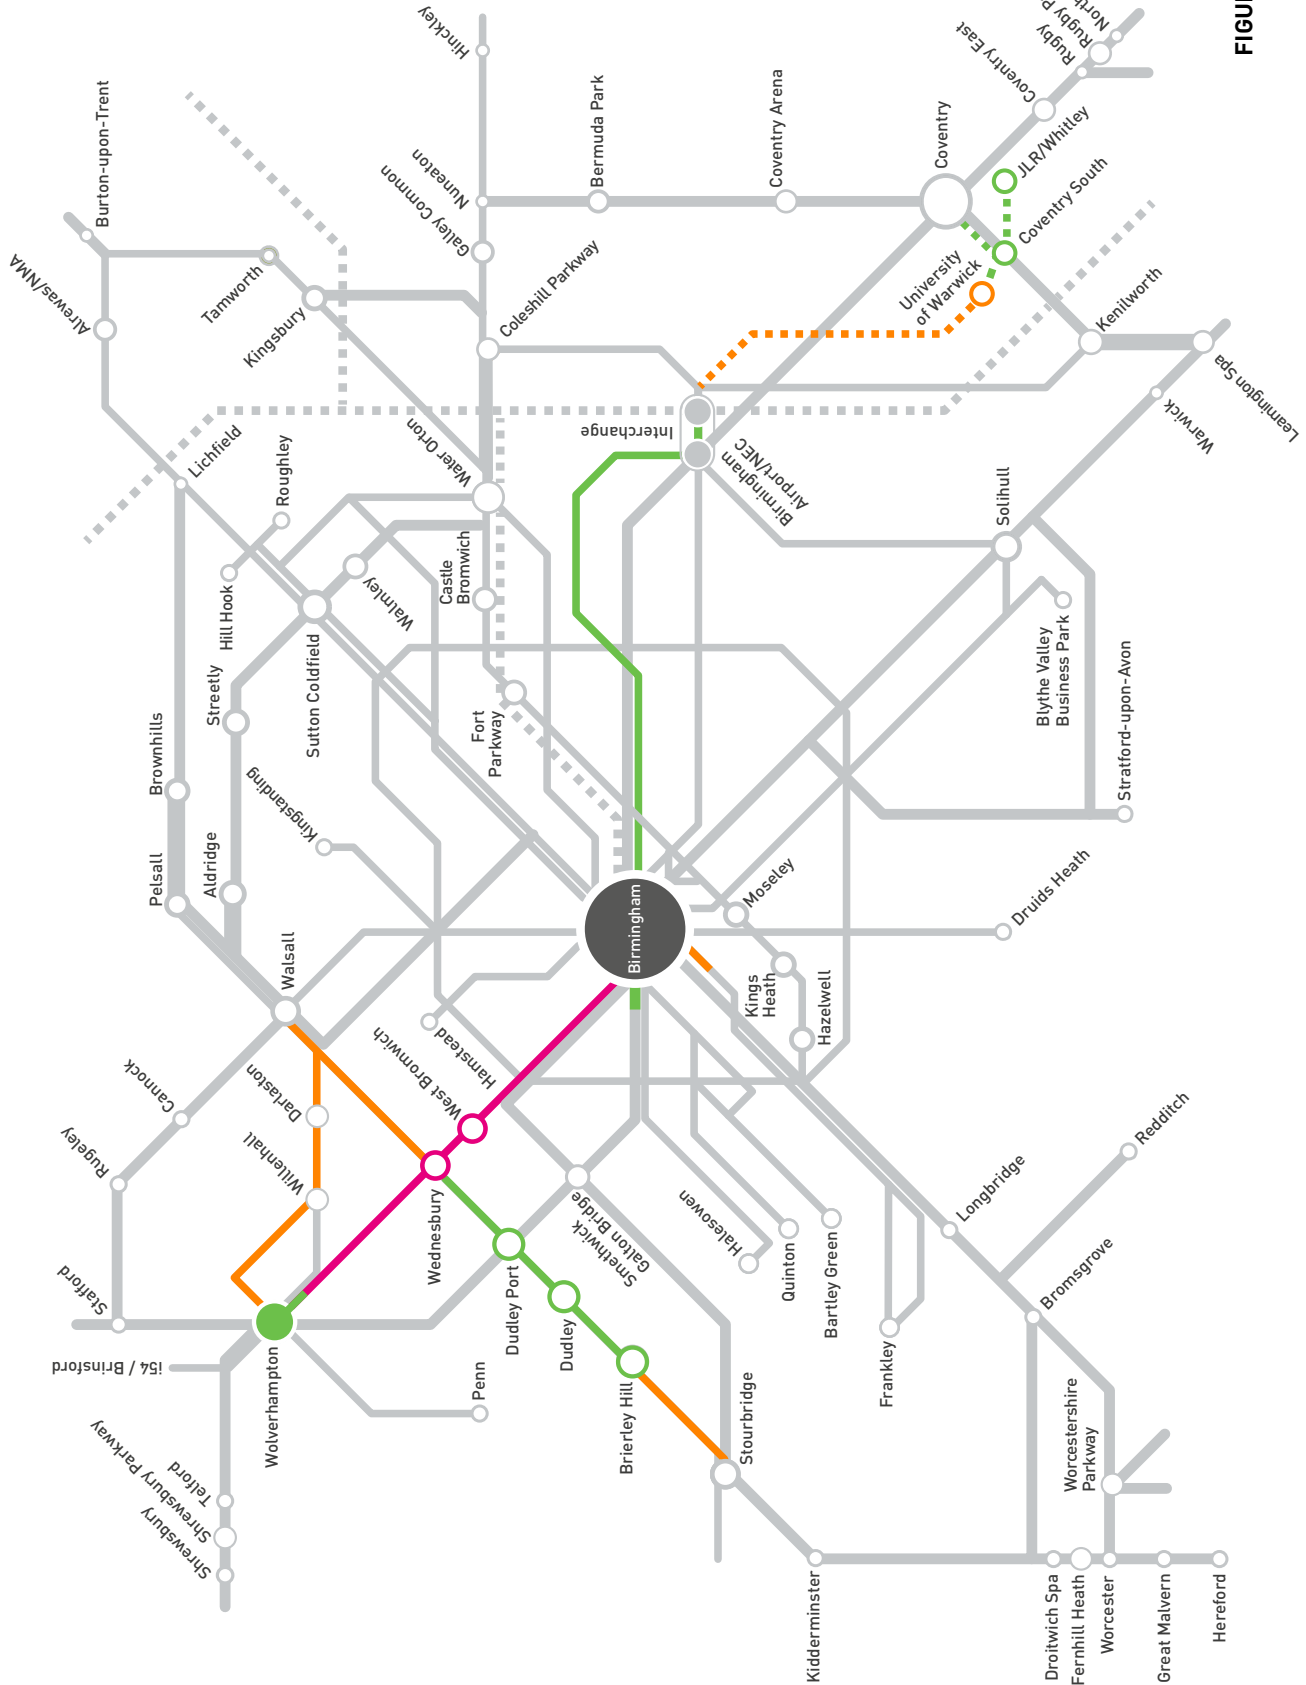 FIGU
Hinckley
Burton-upon-Trent
Airewas/NMA
Tamworth
Kingsbury
Nuneaton
Galley Common
Bermuda Park
Coventry Arena
Coventry
Coventry East
Rugby
Rugby P
North
JLR/Whitley
Coventry South
University
of Warwick
Kenilworth
Leamington Spa
Warwick
Coleshill Parkway
Lichfield
Roughley
Water Orton
Interchange
Birmingham
Airport/NEC
Solihull
Hill Hook
Walmley
Castle
Bromwich
Streetly
Sutton Coldfield
Fort
Parkway
Blythe Valley
Business Park
Stratford-upon-Avon
Brownhills
Kingstanding
Pelsall
Aldridge
Walsall
Birmingham
Moseley
Druids Heath
Kings
Heath
Hazelwell
Cannock
Rugeley
Darlaston
Willenhall
Hamstead
West Bromwich
Wednesbury
Smethwick
Galton Bridge
Halesowen
Quinton
Bartley Green
Longbridge
Redditch
Bromsgrove
Frankley
Stafford
i54 / Brinsford
Wolverhampton
Penn
Dudley Port
Dudley
Brierley Hill
Stourbridge
Worcestershire
Parkway
Telford
Shrewsbury Parkway
Shrewsbury
Kidderminster
Droitwich Spa
Fernhill Heath
Worcester
Great Malvern
Hereford